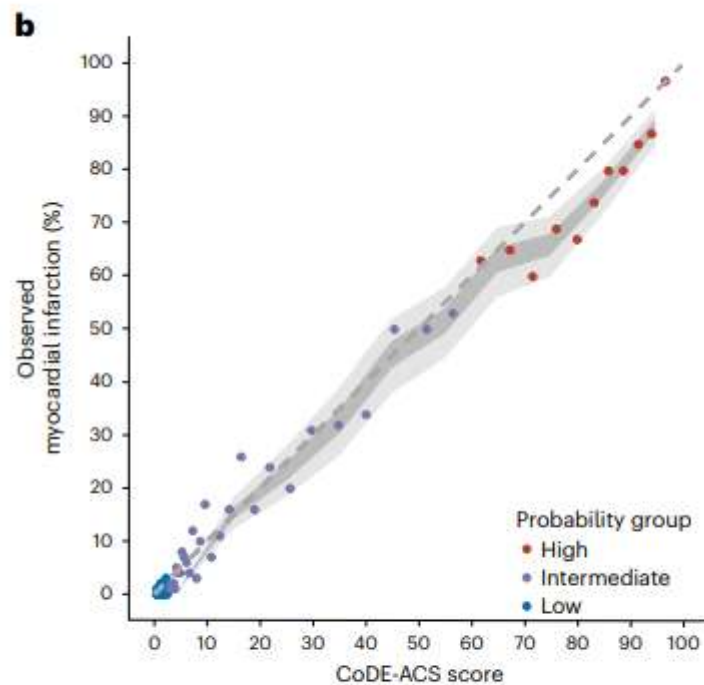 b
Observed
myocardial infarction (%)
100
90
80
70
60
50
40
30
20
10
0
Probability group
High
Intermediate
Low
0 10 20 30 40 50 60 70 80 90 100
CoDE-ACS score